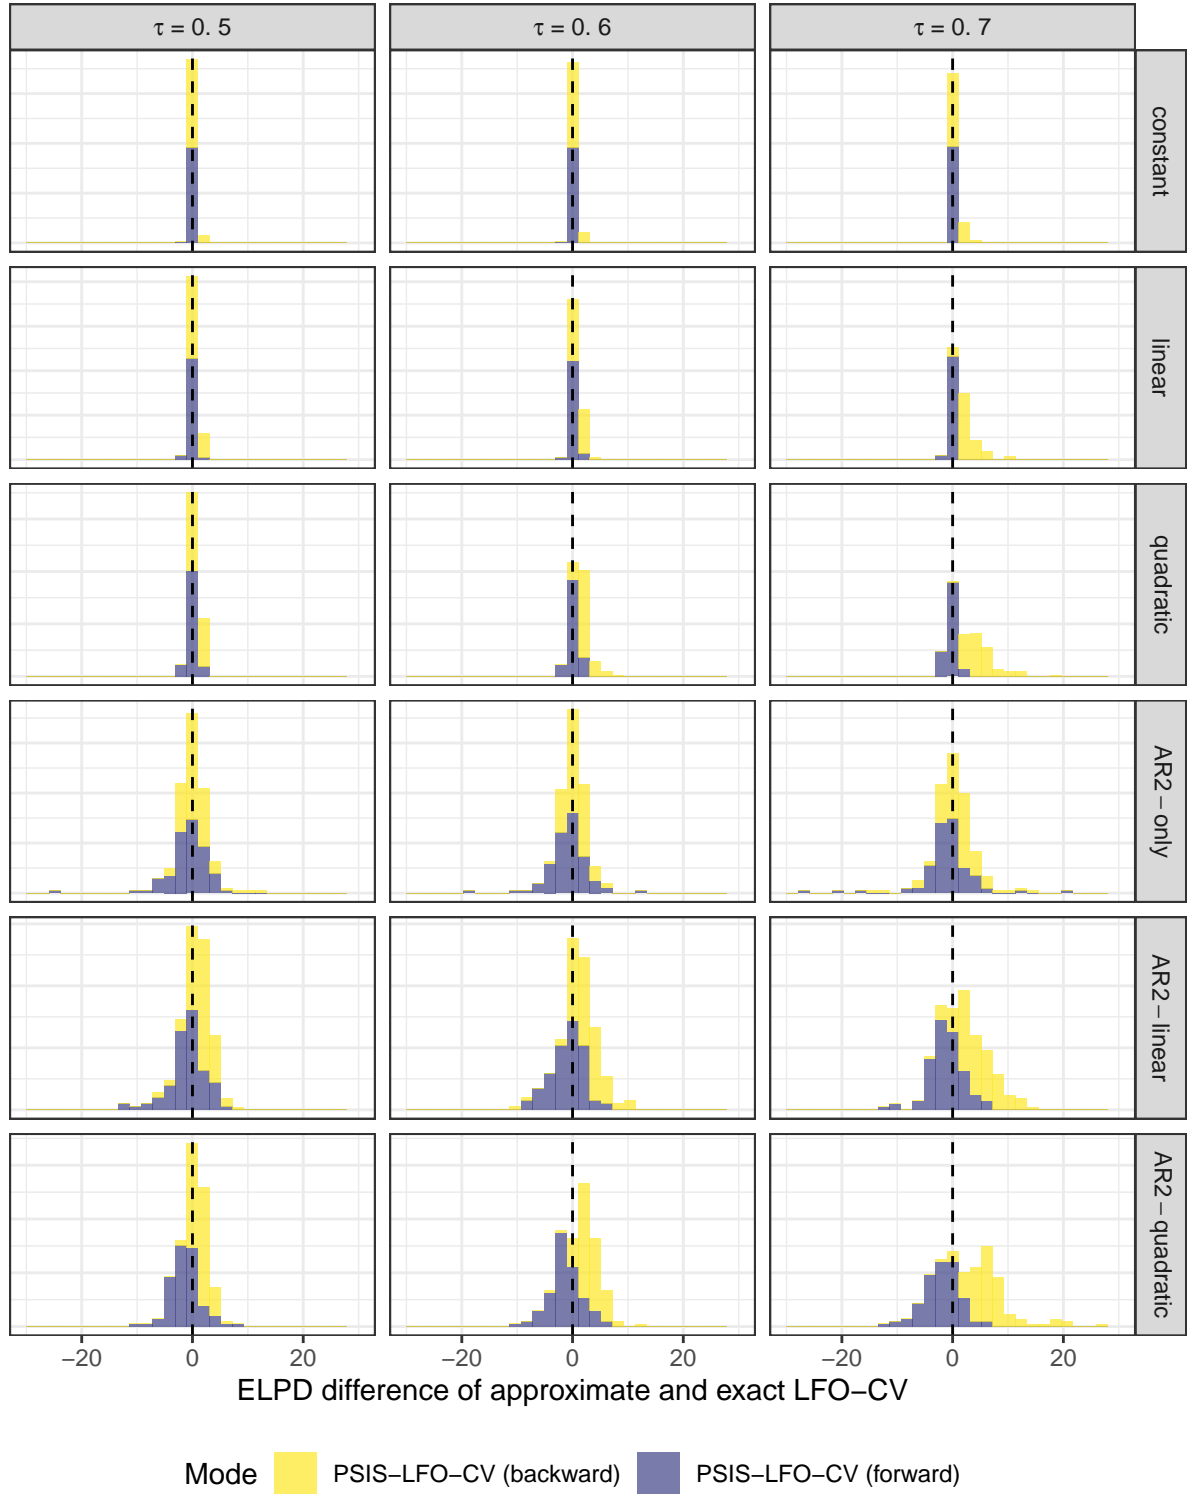 τ = 0. 5
τ = 0. 6
τ = 0. 7
constant
linear
quadratic
AR2−only
AR2−linear
AR2−quadratic
−20 0 20 −20 0 20 −20 0 20
ELPD difference of approximate and exact LFO−CV
Mode PSIS−LFO−CV (backward) PSIS−LFO−CV (forward)